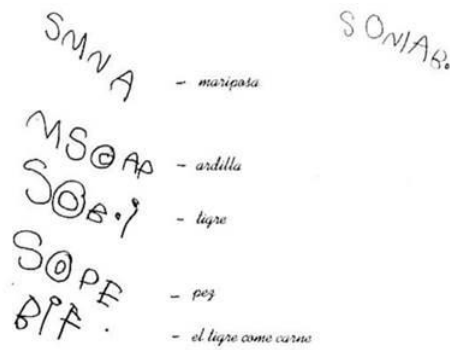 SONIAB.
SMNA - mariposa
MSOAP - ardilla
SOB.i - tigre
SOPE - pez
BIF. - el tigre come carne